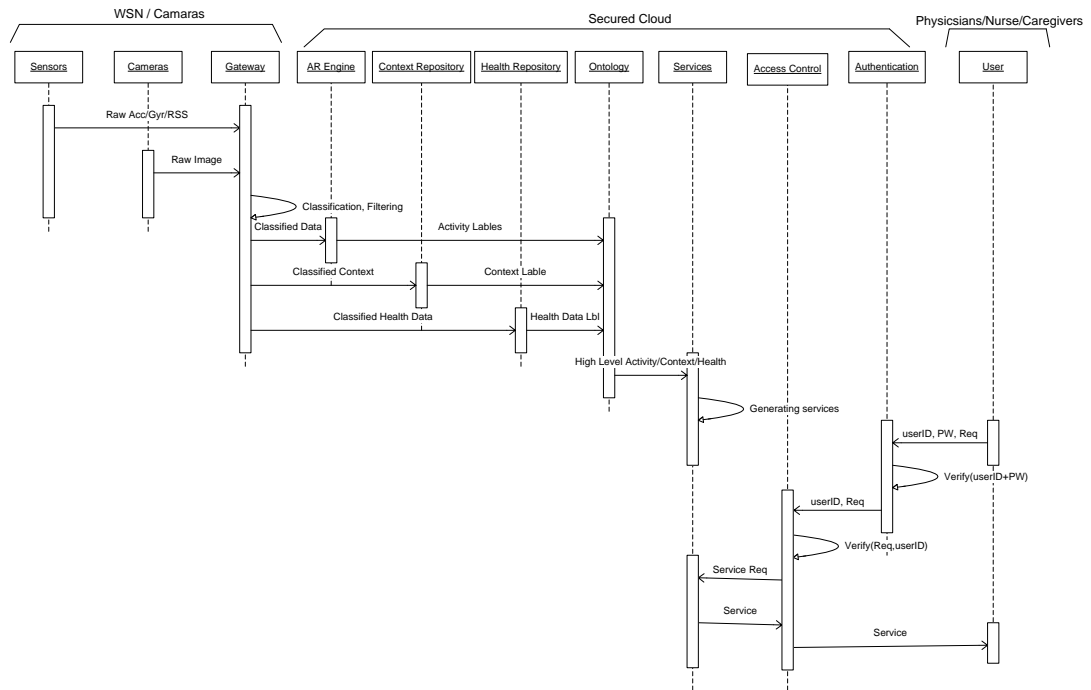 WSN / Camaras
Secured Cloud
Physicsians/Nurse/Caregivers
Sensors
Cameras
Gateway
AR Engine
Context Repository
Health Repository
Ontology
Services
Access Control
Authentication
User
Raw Acc/Gyr/RSS
Raw Image
Classification, Filtering
Classified Data
Activity Lables
Classified Context
Context Lable
Classified Health Data
Health Data Lbl
High Level Activity/Context/Health
Generating services
userID, PW, Req
Verify(userID+PW)
userID, Req
Verify(Req,userID)
Service Req
Service
Service